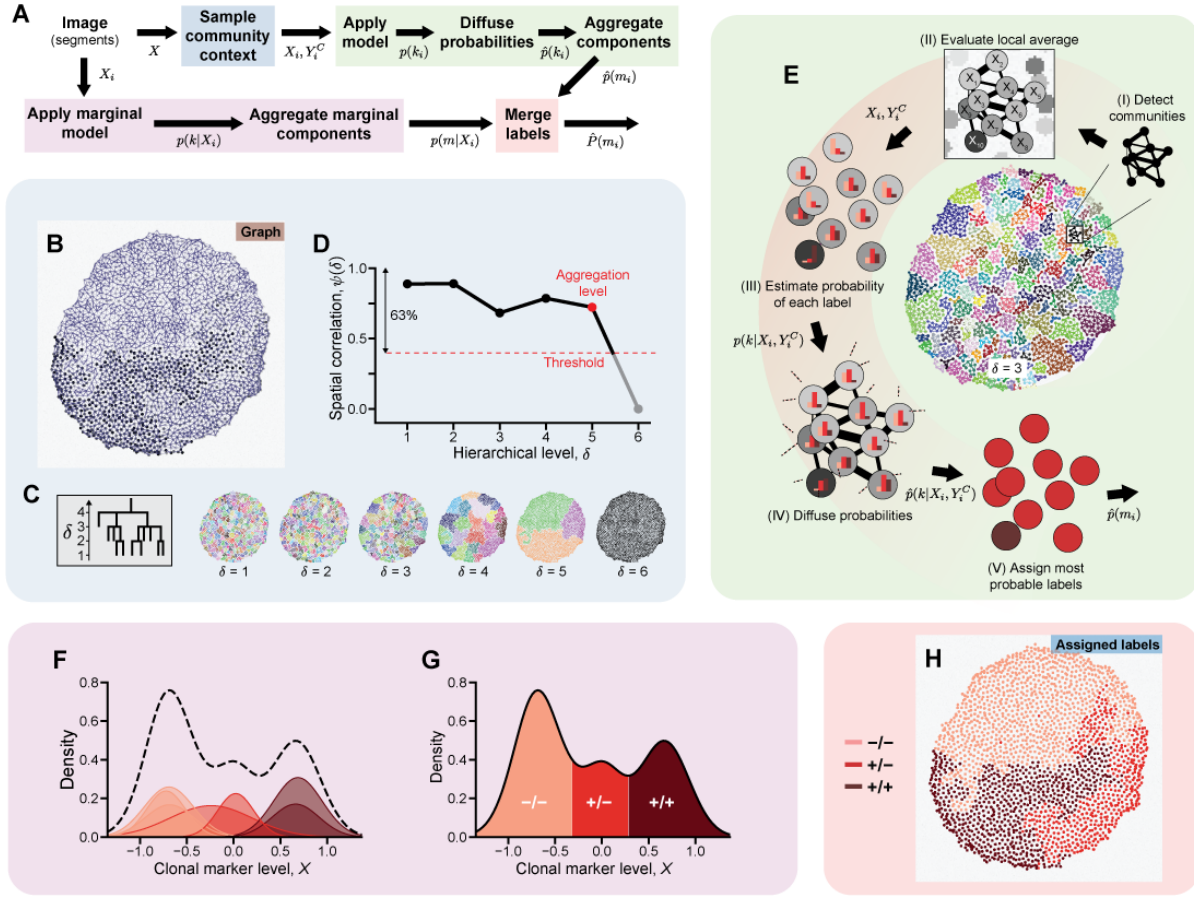 A
Image
(segments)
X
Sample
community
context
X_i, Y_i^C
Apply
model
p(k_i)
Diffuse
probabilities
p̂(k_i)
Aggregate
components
X_i
p̂(m_i)
Apply marginal
model
p(k|X_i)
Aggregate marginal
components
p(m|X_i)
Merge
labels
P̂(m_i)
B
Graph
D
Spatial correlation, ψ(δ)
1.0
0.5
0.0
63%
Aggregation
level
Threshold
1 2 3 4 5 6
Hierarchical level, δ
C
δ
4
3
2
1
δ = 1
δ = 2
δ = 3
δ = 4
δ = 5
δ = 6
E
(II) Evaluate local average
X_2
X_10
(I) Detect
communities
X_i, Y_i^C
(III) Estimate probability
of each label
p(k|X_i, Y_i^C)
δ = 3
(IV) Diffuse probabilities
p̂(k|X_i, Y_i^C)
p̂(m_i)
(V) Assign most
probable labels
F
Density
0.8
0.6
0.4
0.2
0.0
−1.0 −0.5 0.0 0.5 1.0
Clonal marker level, X
G
Density
0.8
0.6
0.4
0.2
0.0
−/− +/− +/+
−1.0 −0.5 0.0 0.5 1.0
Clonal marker level, X
H
Assigned labels
−/−
+/−
+/+